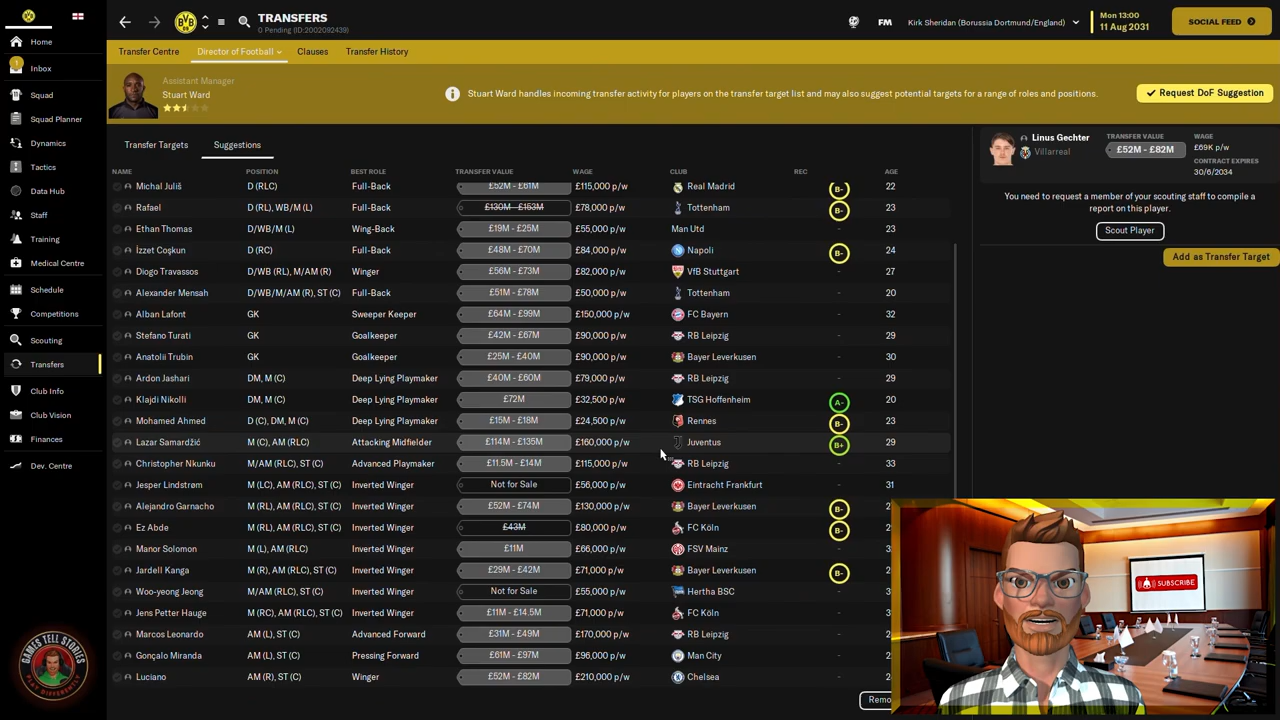 TRANSFERS
0 Pending (ID:2002092439)
FM
Kirk Sheridan (Borussia Dortmund/England)
Mon 13:00
11 Aug 2031
SOCIAL FEED
Home
Inbox
1
Squad
Squad Planner
Dynamics
Tactics
Data Hub
Staff
Training
Medical Centre
Schedule
Competitions
Scouting
Transfers
Club Info
Club Vision
Finances
Dev. Centre
GAMES TELL STORIES
PLAY DIFFERENTLY
Transfer Centre Director of Football Clauses Transfer History
Assistant Manager
Stuart Ward
Stuart Ward handles incoming transfer activity for players on the transfer target list and may also suggest potential targets for a range of roles and positions.
Request DoF Suggestion
Transfer Targets Suggestions
NAME POSITION BEST ROLE TRANSFER VALUE WAGE CLUB REC AGE
Michal Juliš D (RLC) Full-Back £52M - £61M £115,000 p/w Real Madrid B- 22
Rafael D (RL), WB/M (L) Full-Back £130M - £153M £78,000 p/w Tottenham B- 23
Ethan Thomas D/WB/M (L) Wing-Back £19M - £25M £55,000 p/w Man Utd - 23
İzzet Coşkun D (RC) Full-Back £48M - £70M £84,000 p/w Napoli B- 24
Diogo Travassos D/WB (RL), M/AM (R) Winger £56M - £73M £82,000 p/w VfB Stuttgart - 27
Alexander Mensah D/WB/M/AM (R), ST (C) Full-Back £51M - £78M £50,000 p/w Tottenham - 20
Alban Lafont GK Sweeper Keeper £64M - £99M £150,000 p/w FC Bayern - 32
Stefano Turati GK Goalkeeper £42M - £67M £90,000 p/w RB Leipzig - 29
Anatolii Trubin GK Goalkeeper £25M - £40M £90,000 p/w Bayer Leverkusen - 30
Ardon Jashari DM, M (C) Deep Lying Playmaker £40M - £60M £79,000 p/w RB Leipzig - 29
Klajdi Nikolli DM, M (C) Deep Lying Playmaker £72M £32,500 p/w TSG Hoffenheim A- 20
Mohamed Ahmed D (C), DM, M (C) Deep Lying Playmaker £15M - £18M £24,500 p/w Rennes B- 23
Lazar Samardžić M (C), AM (RLC) Attacking Midfielder £114M - £135M £160,000 p/w Juventus B+ 29
Christopher Nkunku M/AM (RLC), ST (C) Advanced Playmaker £11.5M - £14M £115,000 p/w RB Leipzig - 33
Jesper Lindstrøm M (LC), AM (RLC), ST (C) Inverted Winger Not for Sale £56,000 p/w Eintracht Frankfurt - 31
Alejandro Garnacho M (RL), AM (RLC), ST (C) Inverted Winger £52M - £74M £130,000 p/w Bayer Leverkusen B-
Ez Abde M (RL), AM (RLC) Inverted Winger £43M £80,000 p/w FC Köln B-
Manor Solomon M (L), AM (RLC) Inverted Winger £11M £66,000 p/w FSV Mainz -
Jardell Kanga M (R), AM (RLC), ST (C) Inverted Winger £29M - £42M £71,000 p/w Bayer Leverkusen B-
Woo-yeong Jeong M/AM (RLC), ST (C) Inverted Winger Not for Sale £55,000 p/w Hertha BSC -
Jens Petter Hauge M (RC), AM (RLC), ST (C) Inverted Winger £11M - £14.5M £71,000 p/w FC Köln -
Marcos Leonardo AM (L), ST (C) Advanced Forward £31M - £49M £170,000 p/w RB Leipzig -
Gonçalo Miranda AM (L), ST (C) Pressing Forward £61M - £97M £96,000 p/w Man City -
Luciano AM (R), ST (C) Winger £52M - £82M £210,000 p/w Chelsea -
Remo
Linus Gechter
Villarreal
TRANSFER VALUE
£52M - £82M
WAGE
£69K p/w
CONTRACT EXPIRES
30/6/2034
You need to request a member of your scouting staff to compile a
report on this player.
Scout Player
Add as Transfer Target
SUBSCRIBE